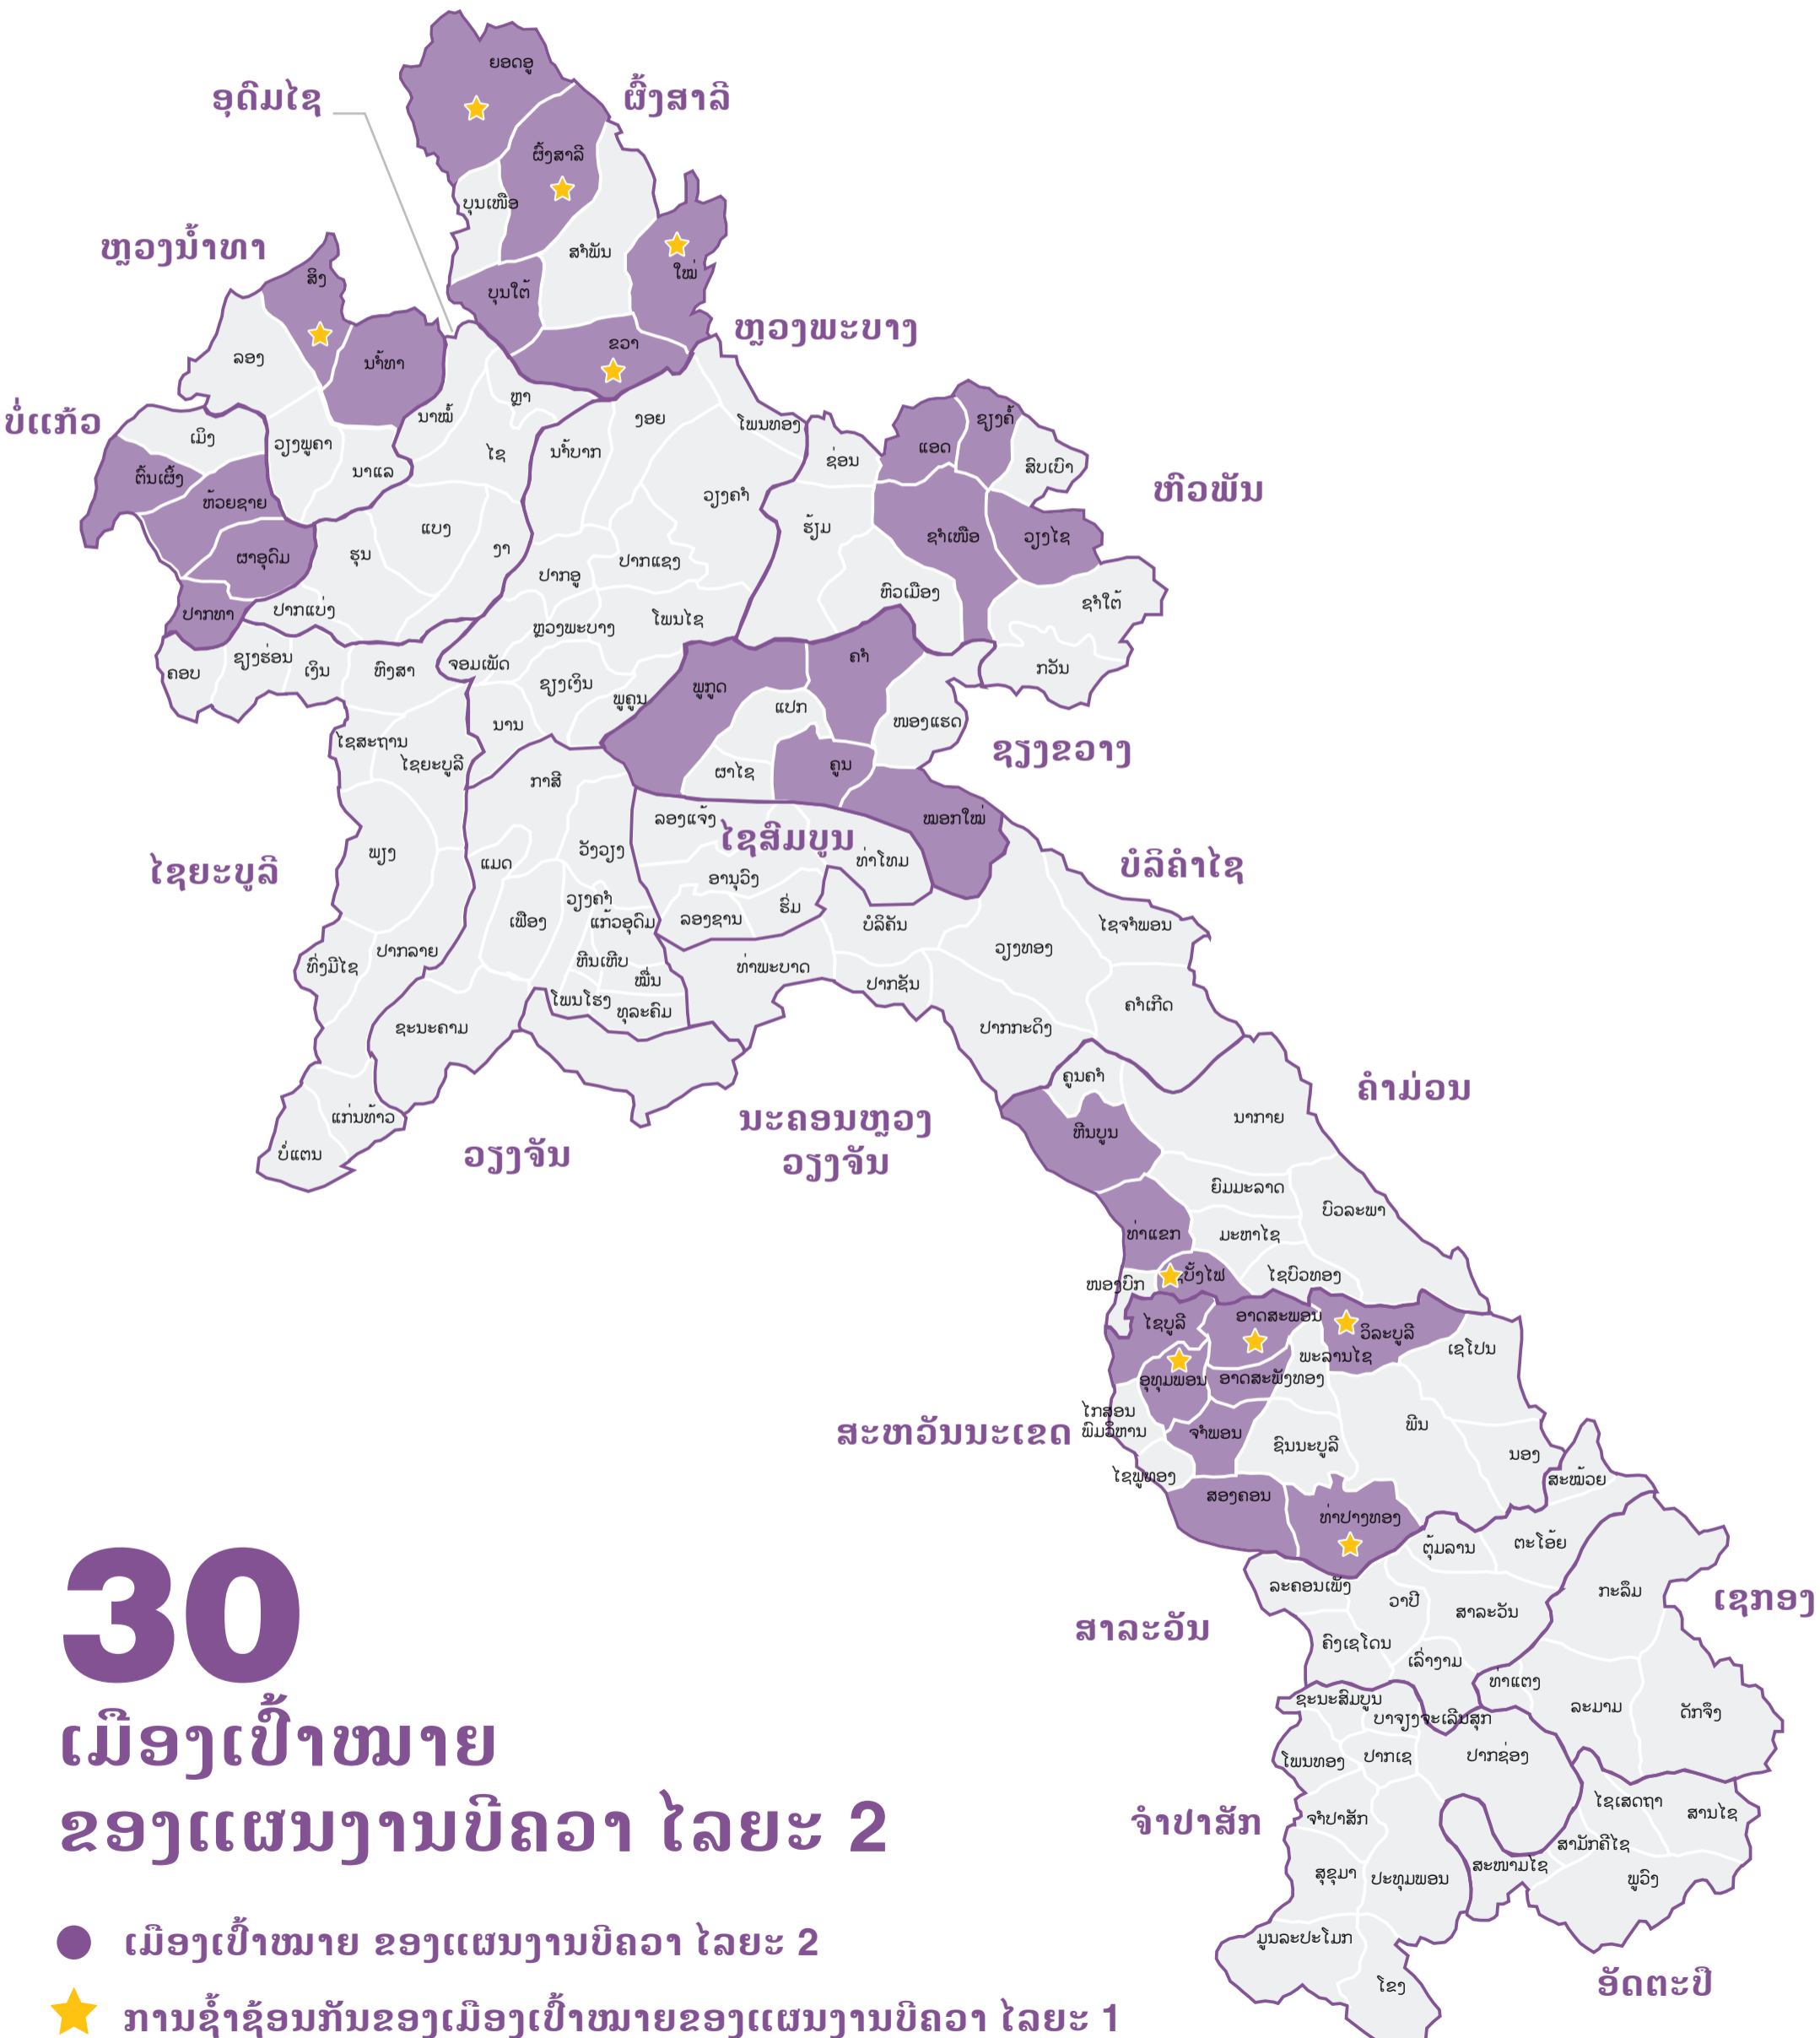 ຍອດອູ
ອຸດົມໄຊ
ຜົ້ງສາລີ
ຜົ້ງສາລີ
ບຸນເໜືອ
ສຳພັນ
ໃໝ່
ຫຼວງນ້ຳທາ
ສິງ
ບຸນໃຕ້
ຫຼວງພະບາງ
ຂວາ
ລອງ
ນ້ຳທາ
ບໍ່ແກ້ວ
ຫຼາ
ນາໝໍ້
ງອຍ
ໂພນທອງ
ຊຽງຄໍ້
ເມິງ
ວຽງພູຄາ
ໄຊ
ນ້ຳບາກ
ຊ່ອນ
ແອດ
ສົບເບົາ
ຕົ້ນເຜິ້ງ
ນາແລ
ຫົວພັນ
ຫ້ວຍຊາຍ
ວຽງຄຳ
ແບງ
ຮ້ຽມ
ຊຳເໜືອ
ວຽງໄຊ
ຜາອຸດົມ
ຮຸນ
ງາ
ປາກແຊງ
ປາກອູ
ຫົວເມືອງ
ຊຳໃຕ້
ປາກທາ
ປາກແບ່ງ
ຫຼວງພະບາງ
ໂພນໄຊ
ຄອບ
ຊຽງຮ່ອນ
ເງິນ
ຫົງສາ
ຈອມເພັດ
ຄຳ
ກວັນ
ຊຽງເງິນ
ພູຄູນ
ພູກູດ
ແປກ
ໜອງແຮດ
ນານ
ໄຊສະຖານ
ໄຊຍະບູລີ
ຊຽງຂວາງ
ກາສີ
ຜາໄຊ
ຄູນ
ລອງແຈ້ງ
ໝອກໃໝ່
ໄຊສົມບູນ
ພຽງ
ແມດ
ວັງວຽງ
ທ່າໂທມ
ບໍລິຄຳໄຊ
ໄຊຍະບູລີ
ອານຸວົງ
ວຽງຄຳ
ເຟືອງ
ແກ້ວອຸດົມ
ລອງຊານ
ຮົ່ມ
ບໍລິຄັນ
ໄຊຈຳພອນ
ທົ່ງມີໄຊ
ປາກລາຍ
ຫີນເຫີບ
ໝື່ນ
ທ່າພະບາດ
ວຽງທອງ
ປາກຊັນ
ໂພນໂຮງ
ທຸລະຄົມ
ຄຳເກີດ
ຊະນະຄາມ
ປາກກະດິງ
ຄູນຄຳ
ຄຳມ່ວນ
ແກ່ນທ້າວ
ນະຄອນຫຼວງ
ວຽງຈັນ
ນາກາຍ
ບໍ່ແຕນ
ວຽງຈັນ
ຫີນບູນ
ຍົມມະລາດ
ບົວລະພາ
ທ່າແຂກ
ມະຫາໄຊ
ໜອງບົກ
ເຊບັ້ງໄຟ
ໄຊບົວທອງ
ໄຊບູລີ
ອາດສະພອນ
ວິລະບູລີ
ເຊໂປນ
ພະລານໄຊ
ອຸທຸມພອນ
ອາດສະພັງທອງ
ໄກສອນ
ພົມວິຫານ
ສະຫວັນນະເຂດ
ຈຳພອນ
ຊົນນະບູລີ
ພີນ
ນອງ
ໄຊພູທອງ
ສະໝ້ວຍ
ສອງຄອນ
ທ່າປາງທອງ
ຕຸ້ມລານ
ຕະໂອ້ຍ
ລະຄອນເພັງ
ວາປີ
ສາລະວັນ
ກະລຶມ
ເຊກອງ
ສາລະວັນ
ຄົງເຊໂດນ
ເລົ່າງາມ
ທ່າແຕງ
ລະມາມ
ດັກຈຶງ
ຊະນະສົມບູນ
ບາຈຽງຈະເລີນສຸກ
ໂພນທອງ
ປາກເຊ
ປາກຊ່ອງ
ຈຳປາສັກ
ຈຳປາສັກ
ໄຊເສດຖາ
ສານໄຊ
ສາມັກຄີໄຊ
ສຸຂຸມາ
ປະທຸມພອນ
ສະໜາມໄຊ
ພູວົງ
ມູນລະປະໂມກ
ໂຂງ
ອັດຕະປື
30
ເມືອງເປົ້າໝາຍ
ຂອງແຜນງານບີຄວາ ໄລຍະ 2
ເມືອງເປົ້າໝາຍ ຂອງແຜນງານບີຄວາ ໄລຍະ 2
ການຊ້ຳຊ້ອນກັນຂອງເມືອງເປົ້າໝາຍຂອງແຜນງານບີຄວາ ໄລຍະ 1